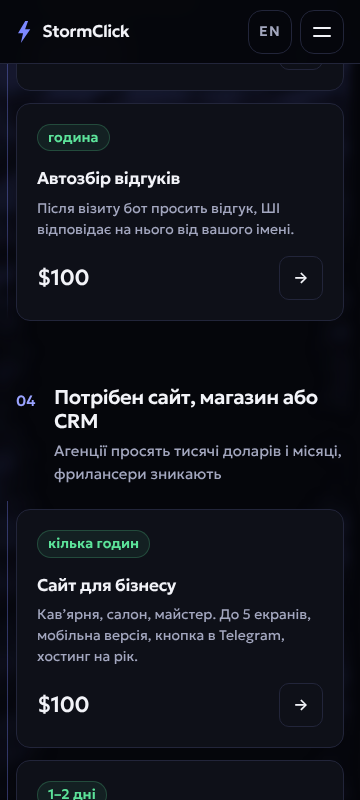 StormClick
EN
година
Автозбір відгуків
Після візиту бот просить відгук, ШІ
відповідає на нього від вашого імені.
$100
→
04
Потрібен сайт, магазин або
CRM
Агенції просять тисячі доларів і місяці,
фрилансери зникають
кілька годин
Сайт для бізнесу
Кав’ярня, салон, майстер. До 5 екранів,
мобільна версія, кнопка в Telegram,
хостинг на рік.
$100
→
1–2 дні